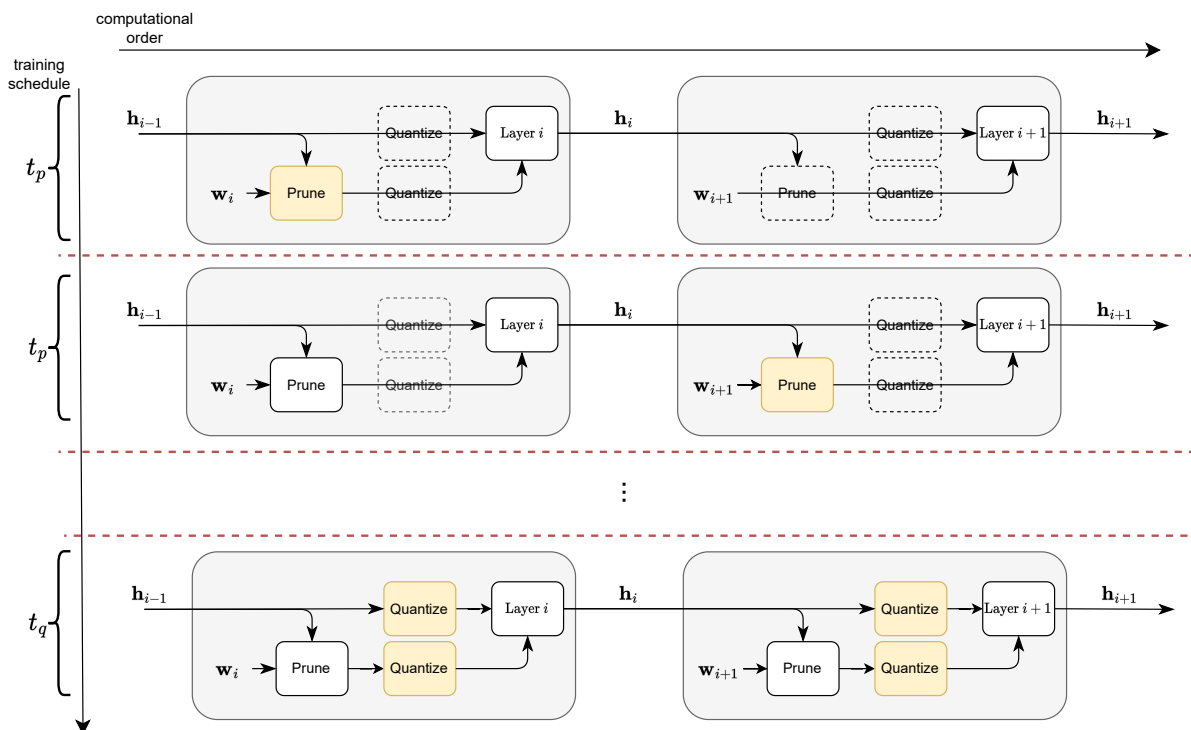 computational
order
training
schedule
t_p
h_{i−1}
Quantize
Layer i
h_i
Quantize
Layer i + 1
h_{i+1}
w_i
Prune
Quantize
w_{i+1}
Prune
Quantize
t_p
h_{i−1}
Quantize
Layer i
h_i
Quantize
Layer i + 1
h_{i+1}
w_i
Prune
Quantize
w_{i+1}
Prune
Quantize
⋮
t_q
h_{i−1}
Quantize
Layer i
h_i
Quantize
Layer i + 1
h_{i+1}
w_i
Prune
Quantize
w_{i+1}
Prune
Quantize